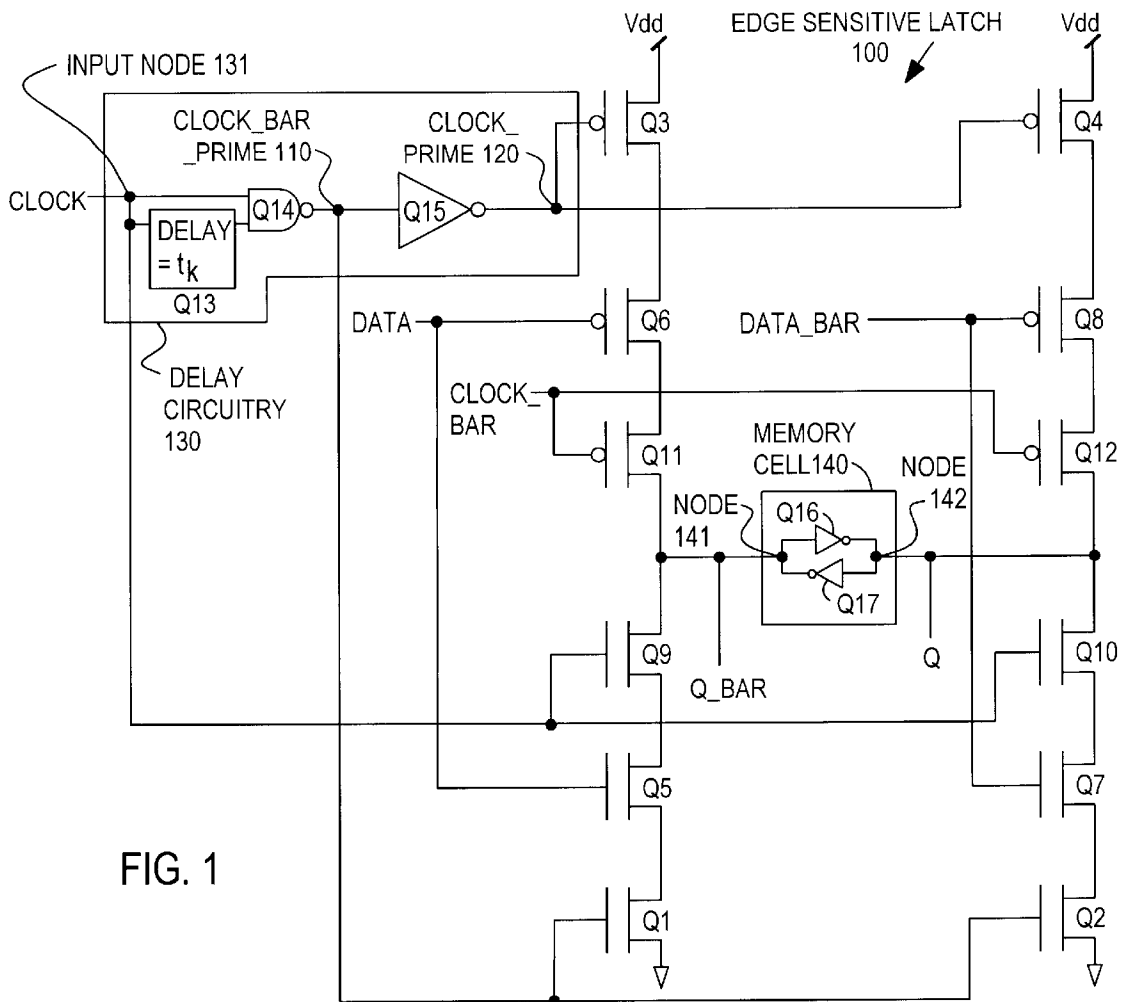 Vdd
EDGE SENSITIVE LATCH
100
Vdd
INPUT NODE 131
CLOCK_BAR
_PRIME 110
CLOCK_
PRIME 120
Q3
Q4
CLOCK
Q14
Q15
DELAY
= tk
Q13
DATA
Q6
DATA_BAR
Q8
DELAY
CIRCUITRY
130
CLOCK_
BAR
Q11
MEMORY
CELL140
Q12
NODE
141
Q16
NODE
142
Q17
Q9
Q_BAR
Q
Q10
Q5
Q7
FIG. 1
Q1
Q2